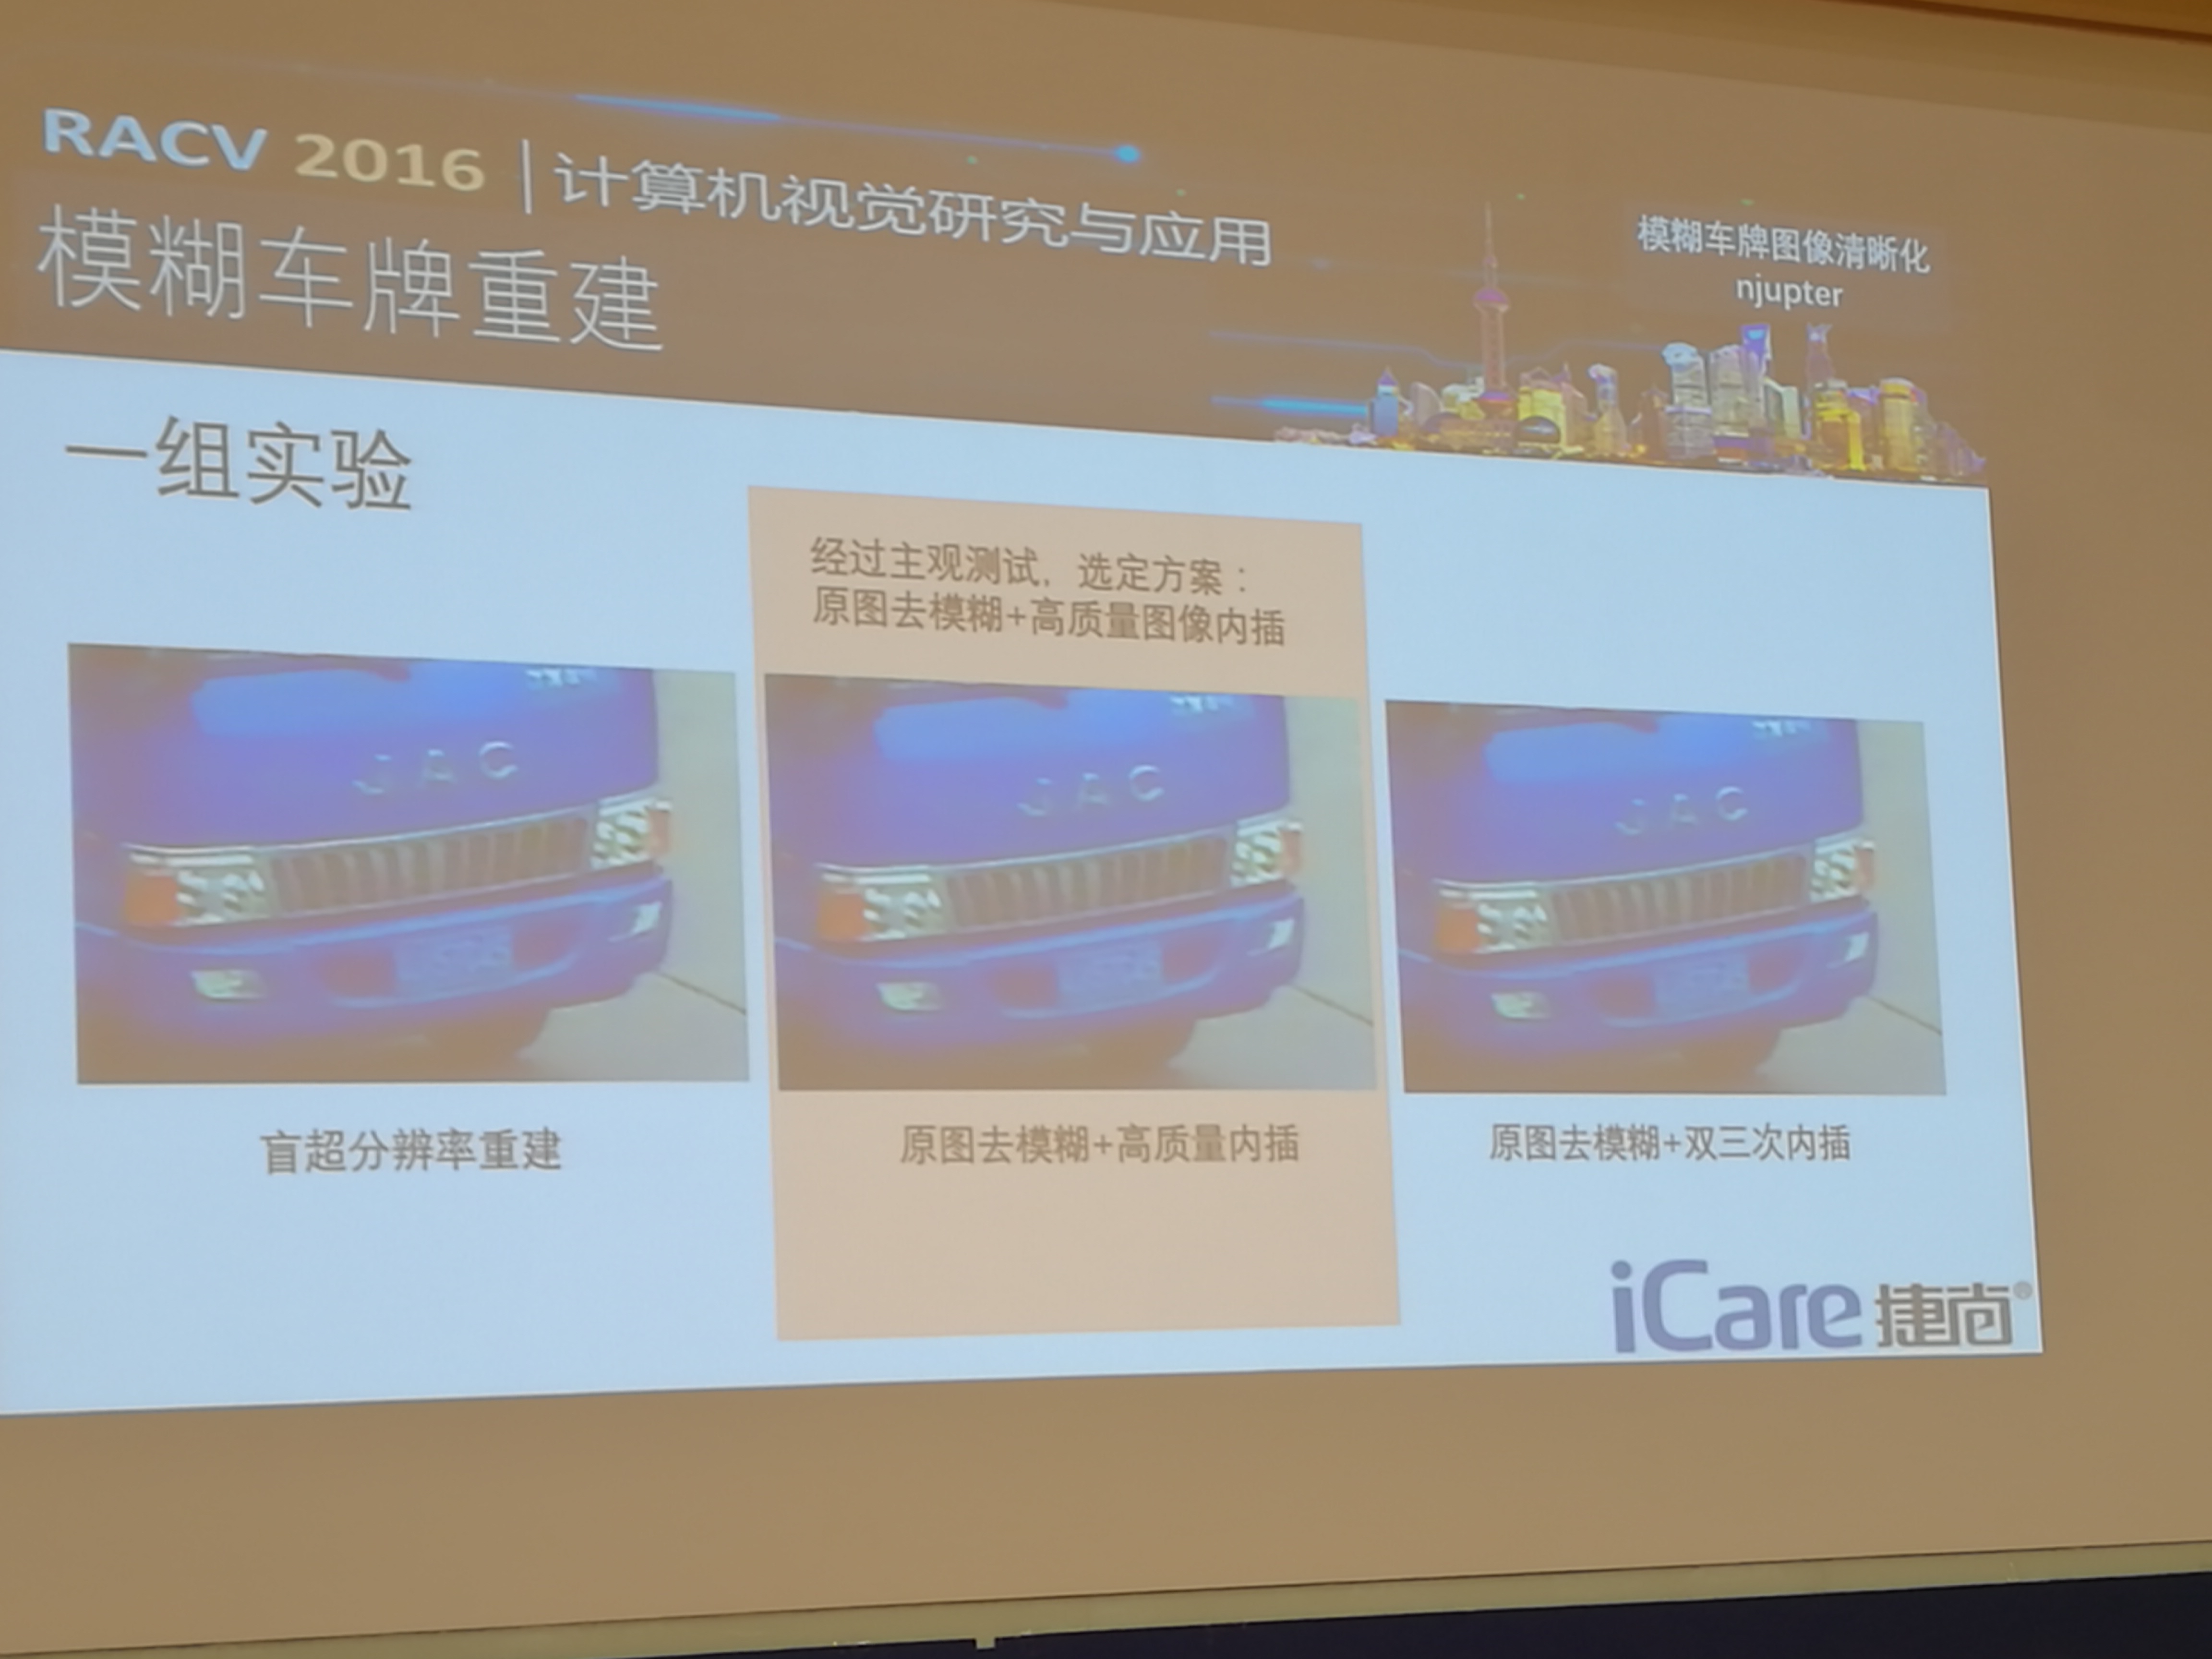 RACV 2016 | 计算机视觉研究与应用
模糊车牌重建
模糊车牌图像清晰化
njupter
一组实验
经过主观测试，选定方案：
原图去模糊+高质量图像内插
JAC
JAC
JAC
盲超分辨率重建
原图去模糊+高质量内插
原图去模糊+双三次内插
iCare 捷尚®